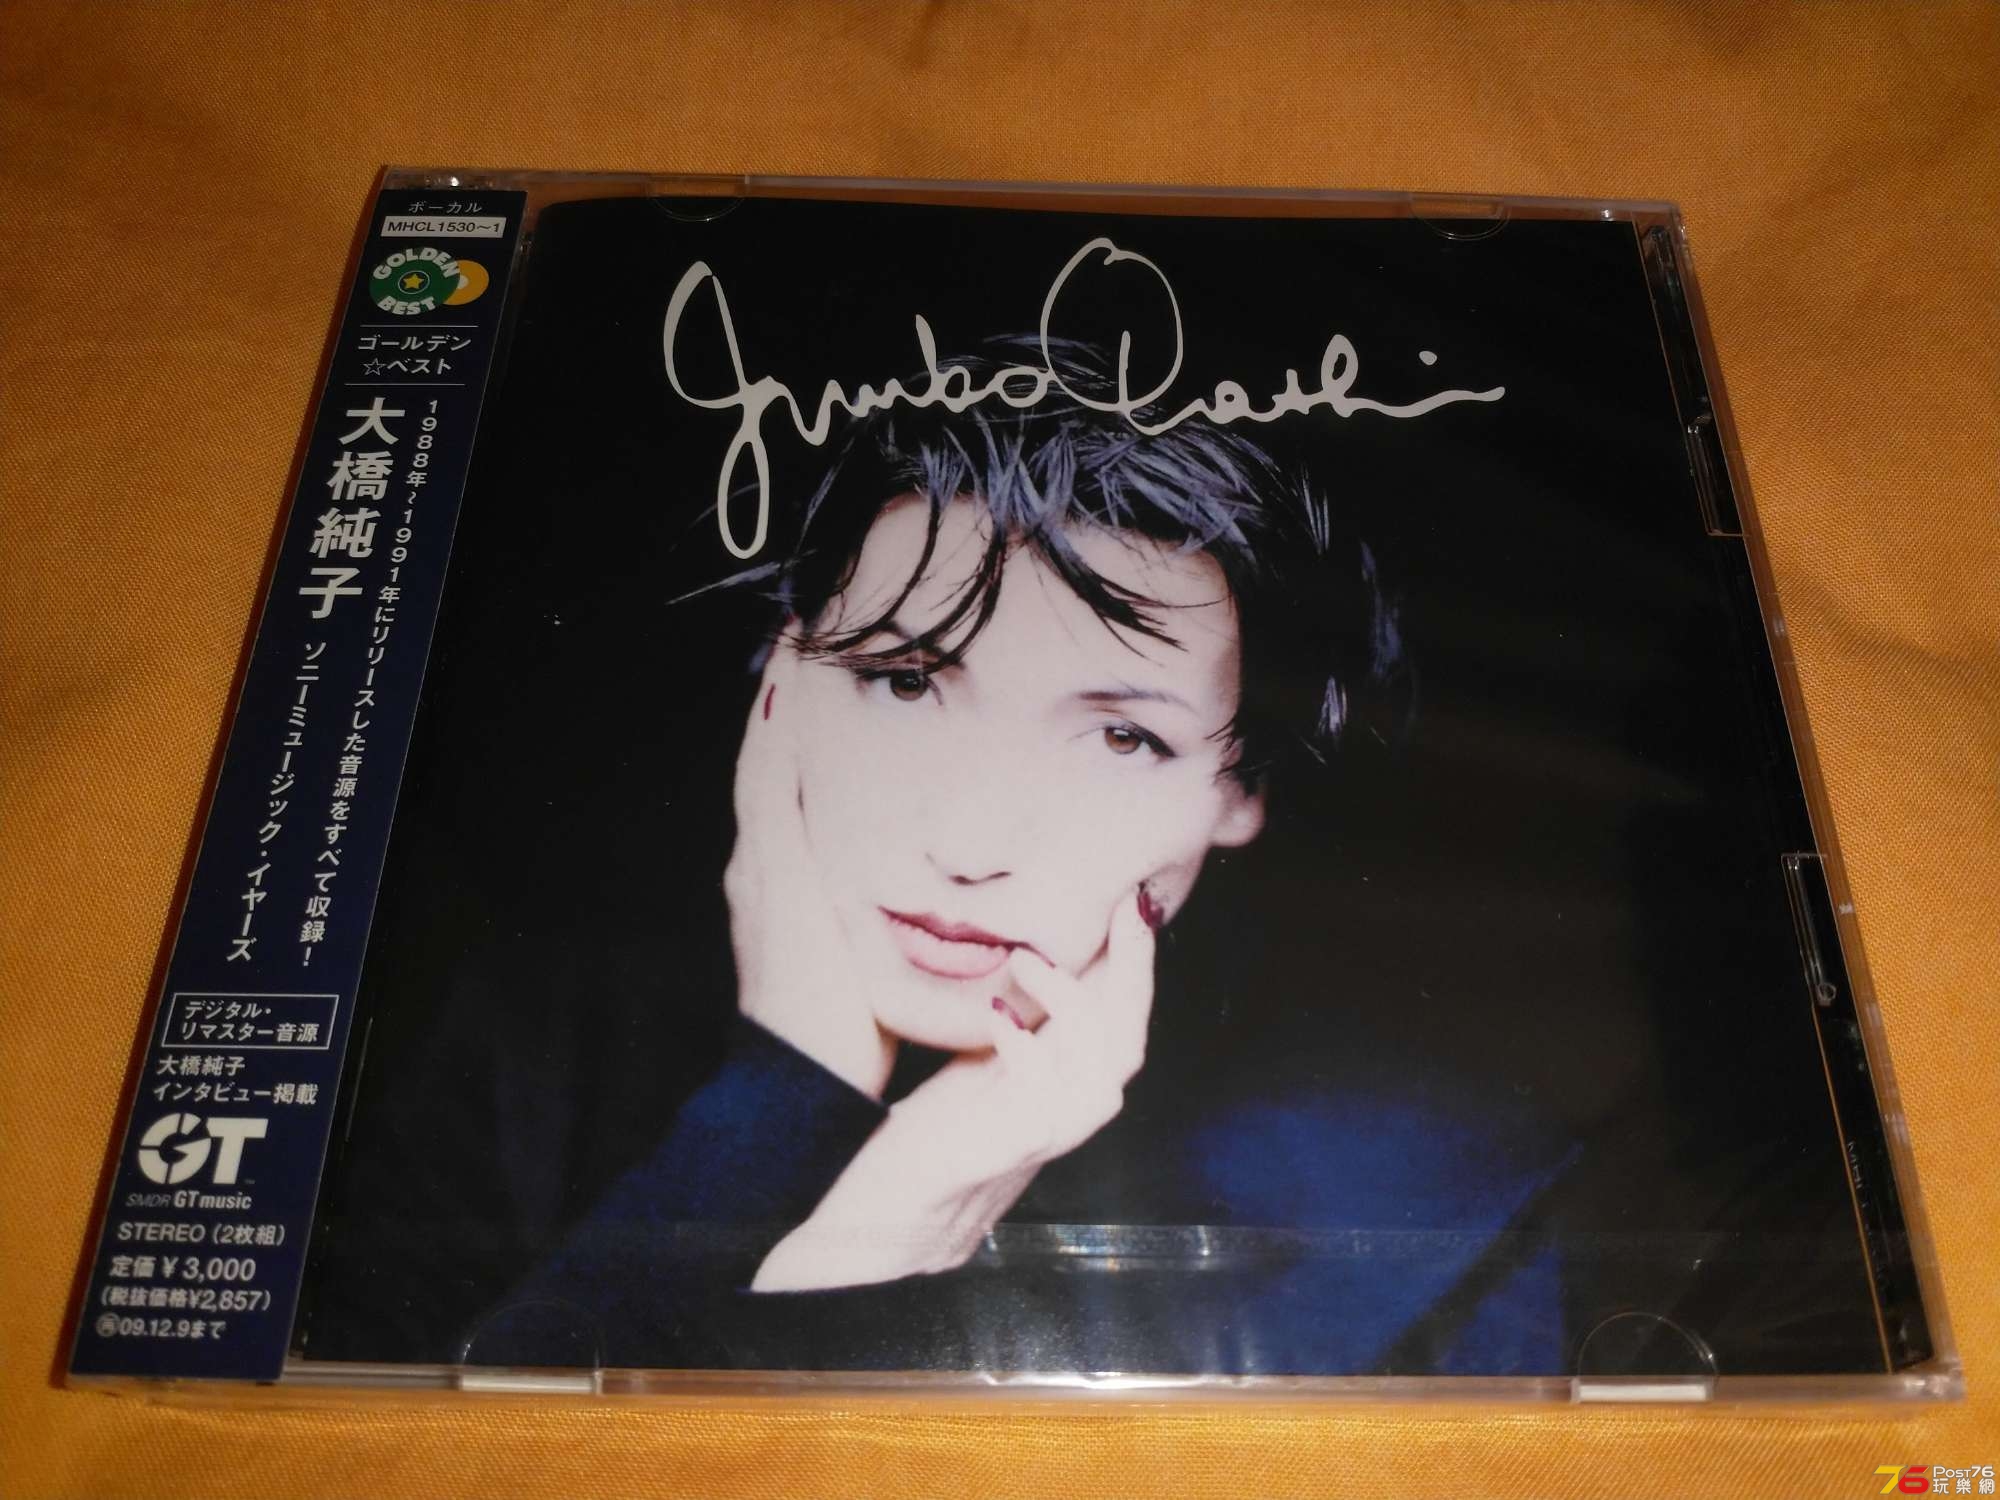 ボーカル
MHCL1530～1
GOLDEN
BEST
ゴールデン
☆ベスト
大橋純子
1988年～1991年にリリースした音源をすべて収録!
ソニーミュージック・イヤーズ
デジタル・
リマスター音源
大橋純子
インタビュー掲載
GT
SMDR GTmusic
STEREO (2枚組)
定価¥3,000
(税抜価格¥2,857)
再09.12.9まで
Junko Oashi
76 POST76
玩樂網